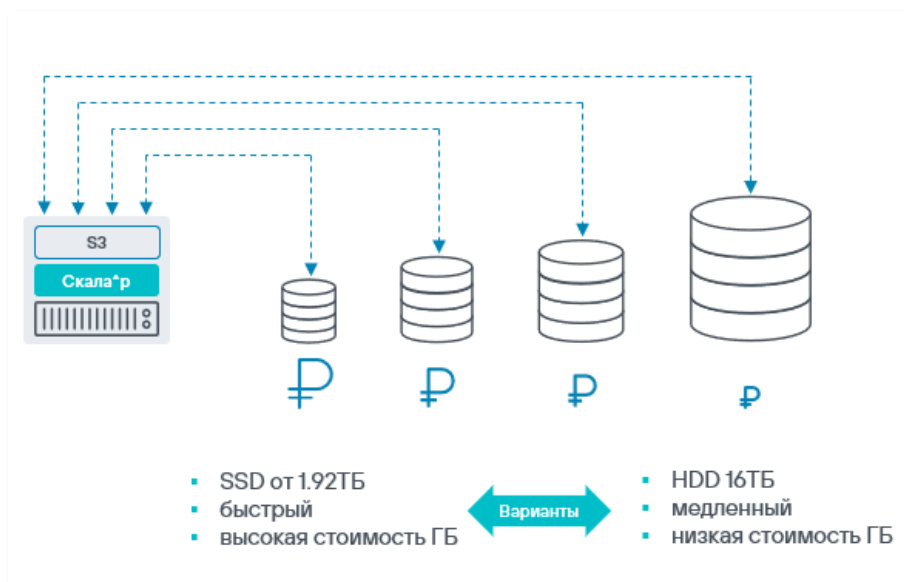 S3
Скала^р
₽ ₽ ₽ ₽
▪ SSD от 1.92ТБ
▪ быстрый
▪ высокая стоимость ГБ
Варианты
▪ HDD 16ТБ
▪ медленный
▪ низкая стоимость ГБ